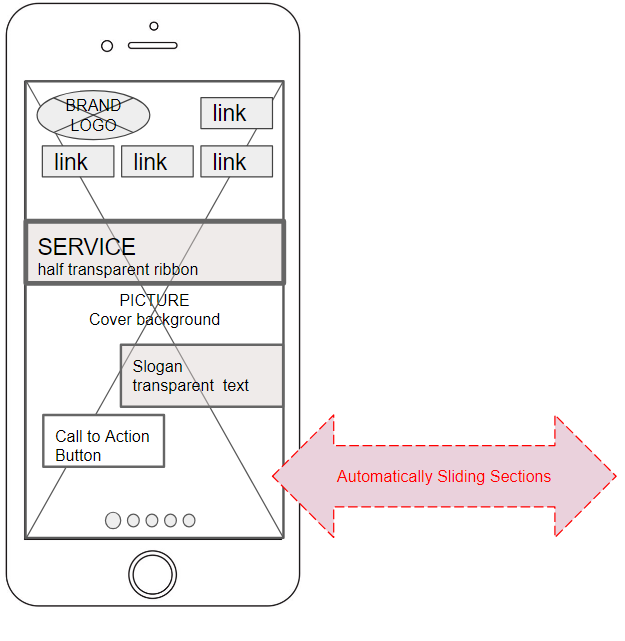 BRAND
LOGO
link
link
link
link
SERVICE
half transparent ribbon
PICTURE
Cover background
Slogan
transparent text
Call to Action
Button
Automatically Sliding Sections